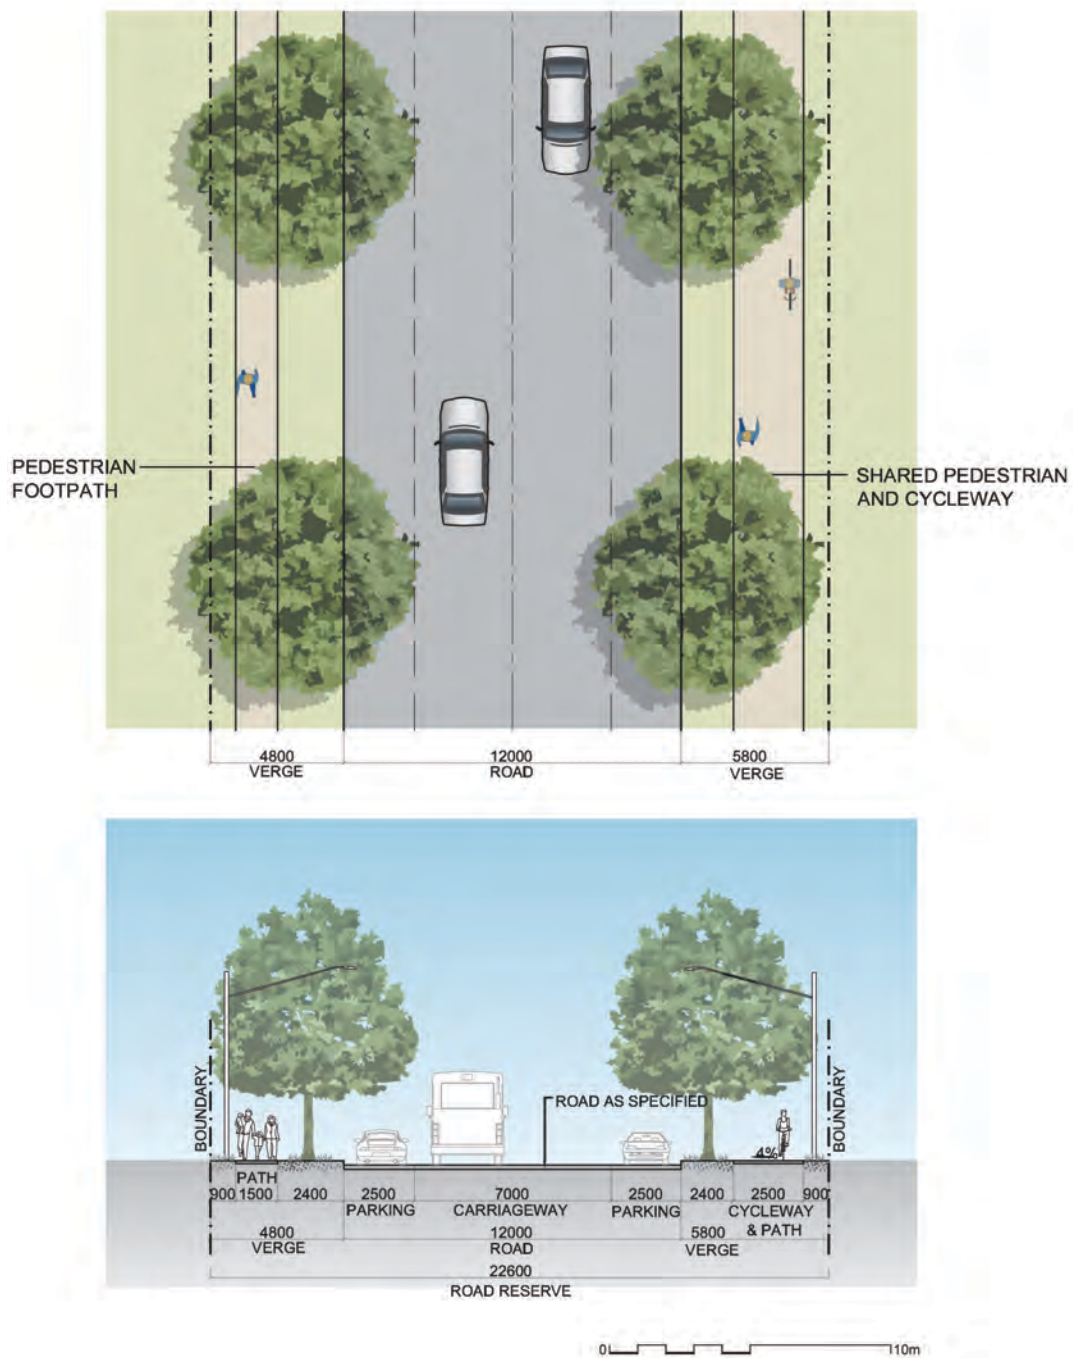 PEDESTRIAN
FOOTPATH
SHARED PEDESTRIAN
AND CYCLEWAY
4800
VERGE
12000
ROAD
5800
VERGE
BOUNDARY
BOUNDARY
ROAD AS SPECIFIED
4%
PATH
900 1500 2400 2500 7000 2500 2400 2500 900
PARKING CARRIAGEWAY PARKING CYCLEWAY
& PATH
4800 12000 5800
VERGE ROAD VERGE
22600
ROAD RESERVE
0 10m